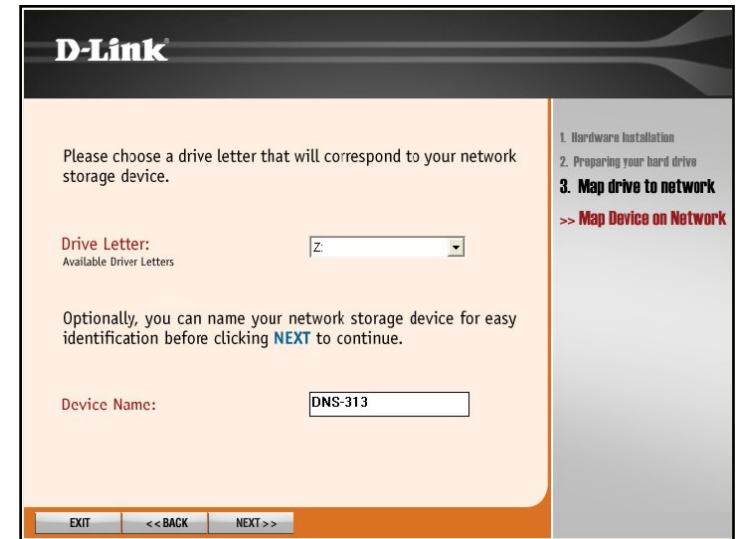 D-Link
Please choose a drive letter that will correspond to your network
storage device.
Drive Letter:
Available Driver Letters
Z:
Optionally, you can name your network storage device for easy
identification before clicking NEXT to continue.
Device Name:
DNS-313
EXIT
<< BACK
NEXT >>
1. Hardware Installation
2. Preparing your hard drive
3. Map drive to network
>> Map Device on Network